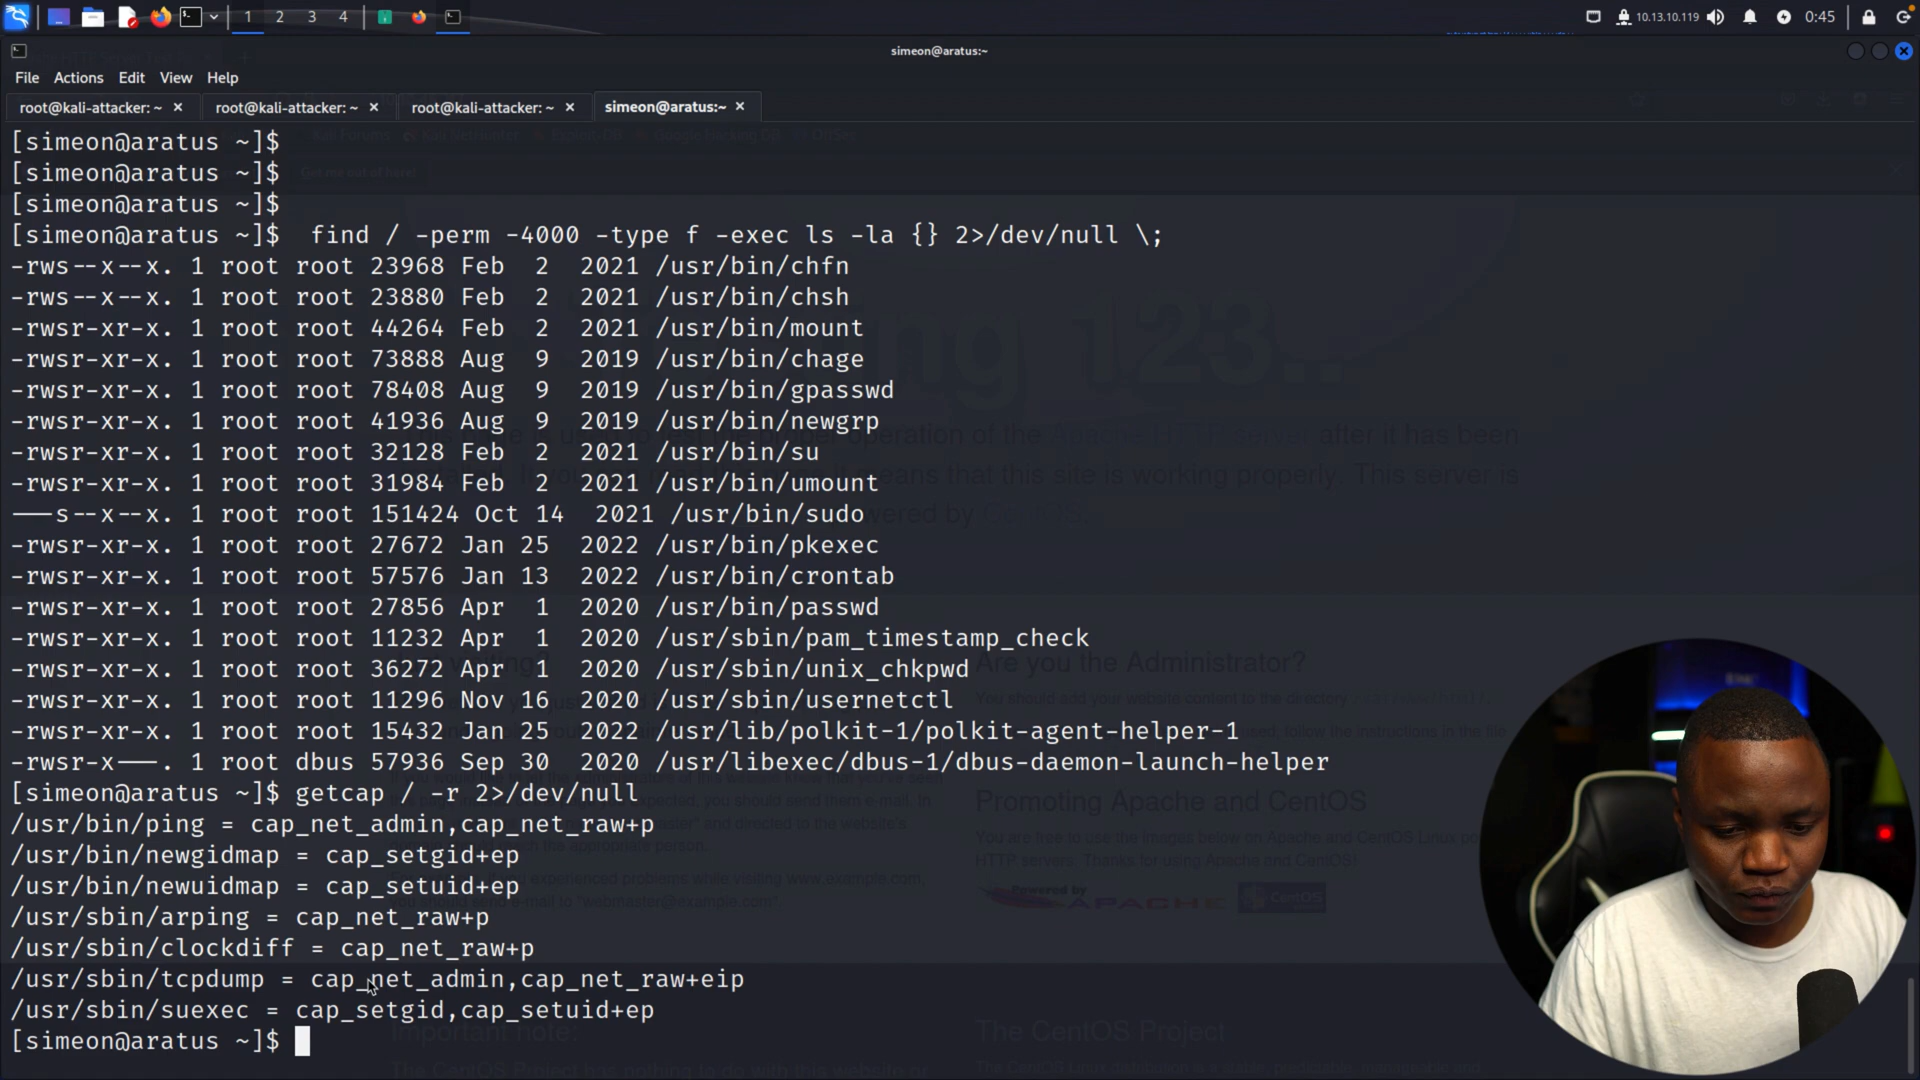 1 2 3 4 10.13.10.119 0:45
simeon@aratus:~
File Actions Edit View Help
root@kali-attacker: ~ × root@kali-attacker: ~ × root@kali-attacker: ~ × simeon@aratus:~ ×
[simeon@aratus ~]$
[simeon@aratus ~]$
[simeon@aratus ~]$
[simeon@aratus ~]$ find / -perm -4000 -type f -exec ls -la {} 2>/dev/null \;
-rws--x--x. 1 root root 23968 Feb 2 2021 /usr/bin/chfn
-rws--x--x. 1 root root 23880 Feb 2 2021 /usr/bin/chsh
-rwsr-xr-x. 1 root root 44264 Feb 2 2021 /usr/bin/mount
-rwsr-xr-x. 1 root root 73888 Aug 9 2019 /usr/bin/chage
-rwsr-xr-x. 1 root root 78408 Aug 9 2019 /usr/bin/gpasswd
-rwsr-xr-x. 1 root root 41936 Aug 9 2019 /usr/bin/newgrp
-rwsr-xr-x. 1 root root 32128 Feb 2 2021 /usr/bin/su
-rwsr-xr-x. 1 root root 31984 Feb 2 2021 /usr/bin/umount
---s--x--x. 1 root root 151424 Oct 14 2021 /usr/bin/sudo
-rwsr-xr-x. 1 root root 27672 Jan 25 2022 /usr/bin/pkexec
-rwsr-xr-x. 1 root root 57576 Jan 13 2022 /usr/bin/crontab
-rwsr-xr-x. 1 root root 27856 Apr 1 2020 /usr/bin/passwd
-rwsr-xr-x. 1 root root 11232 Apr 1 2020 /usr/sbin/pam_timestamp_check
-rwsr-xr-x. 1 root root 36272 Apr 1 2020 /usr/sbin/unix_chkpwd
-rwsr-xr-x. 1 root root 11296 Nov 16 2020 /usr/sbin/usernetctl
-rwsr-xr-x. 1 root root 15432 Jan 25 2022 /usr/lib/polkit-1/polkit-agent-helper-1
-rwsr-x---. 1 root dbus 57936 Sep 30 2020 /usr/libexec/dbus-1/dbus-daemon-launch-helper
[simeon@aratus ~]$ getcap / -r 2>/dev/null
/usr/bin/ping = cap_net_admin,cap_net_raw+p
/usr/bin/newgidmap = cap_setgid+ep
/usr/bin/newuidmap = cap_setuid+ep
/usr/sbin/arping = cap_net_raw+p
/usr/sbin/clockdiff = cap_net_raw+p
/usr/sbin/tcpdump = cap_net_admin,cap_net_raw+eip
/usr/sbin/suexec = cap_setgid,cap_setuid+ep
[simeon@aratus ~]$